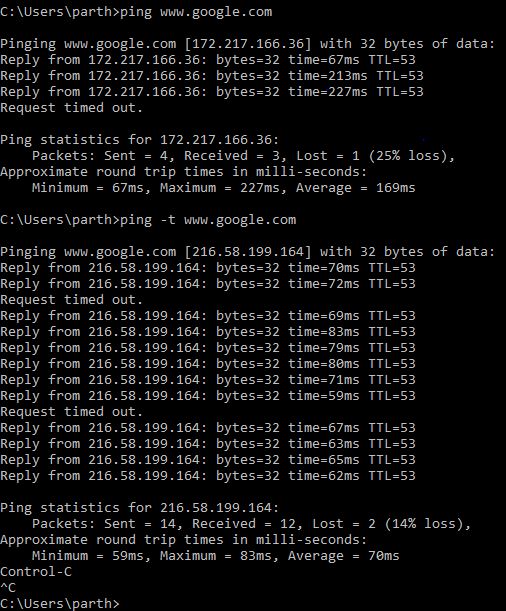 C:\Users\parth>ping www.google.com
Pinging www.google.com [172.217.166.36] with 32 bytes of data:
Reply from 172.217.166.36: bytes=32 time=67ms TTL=53
Reply from 172.217.166.36: bytes=32 time=213ms TTL=53
Reply from 172.217.166.36: bytes=32 time=227ms TTL=53
Request timed out.
Ping statistics for 172.217.166.36:
    Packets: Sent = 4, Received = 3, Lost = 1 (25% loss),
Approximate round trip times in milli-seconds:
    Minimum = 67ms, Maximum = 227ms, Average = 169ms
C:\Users\parth>ping -t www.google.com
Pinging www.google.com [216.58.199.164] with 32 bytes of data:
Reply from 216.58.199.164: bytes=32 time=70ms TTL=53
Reply from 216.58.199.164: bytes=32 time=72ms TTL=53
Request timed out.
Reply from 216.58.199.164: bytes=32 time=69ms TTL=53
Reply from 216.58.199.164: bytes=32 time=83ms TTL=53
Reply from 216.58.199.164: bytes=32 time=79ms TTL=53
Reply from 216.58.199.164: bytes=32 time=80ms TTL=53
Reply from 216.58.199.164: bytes=32 time=71ms TTL=53
Reply from 216.58.199.164: bytes=32 time=59ms TTL=53
Request timed out.
Reply from 216.58.199.164: bytes=32 time=67ms TTL=53
Reply from 216.58.199.164: bytes=32 time=63ms TTL=53
Reply from 216.58.199.164: bytes=32 time=65ms TTL=53
Reply from 216.58.199.164: bytes=32 time=62ms TTL=53
Ping statistics for 216.58.199.164:
    Packets: Sent = 14, Received = 12, Lost = 2 (14% loss),
Approximate round trip times in milli-seconds:
    Minimum = 59ms, Maximum = 83ms, Average = 70ms
Control-C
^C
C:\Users\parth>